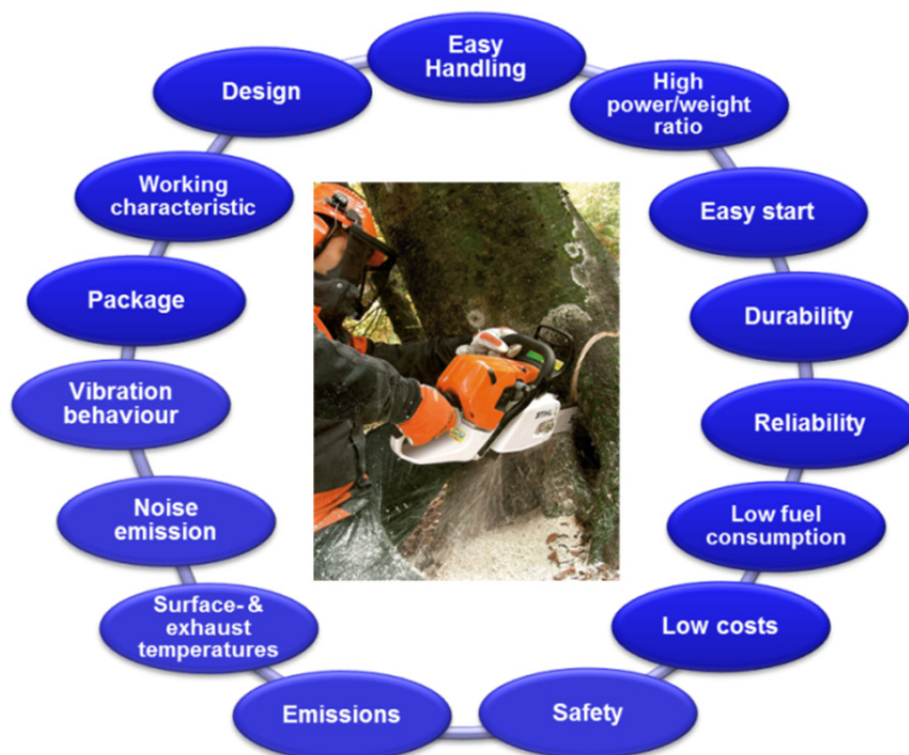 Easy
Handling
High
power/weight
ratio
Easy start
Durability
Reliability
Low fuel
consumption
Low costs
Safety
Emissions
Surface- &
exhaust
temperatures
Noise
emission
Vibration
behaviour
Package
Working
characteristic
Design
STIHL